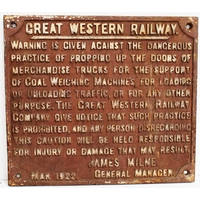 GREAT WESTERN RAILWAY
WARNING IS GIVEN AGAINST THE DANGEROUS
PRACTICE OF PROPPING UP THE DOORS OF
MERCHANDISE TRUCKS FOR THE SUPPORT
OF COAL WEIGHING MACHINES, FOR LOADING
OR UNLOADING TRAFFIC OR FOR ANY OTHER
PURPOSE. THE GREAT WESTERN RAILWAY
COMPANY GIVE NOTICE THAT SUCH PRACTICE
IS PROHIBITED, AND ANY PERSON DISREGARDING
THIS CAUTION WILL BE HELD RESPONSIBLE
FOR INJURY OR DAMAGE THAT MAY RESULT.
JAMES MILNE
MAR. GENERAL MANAGER